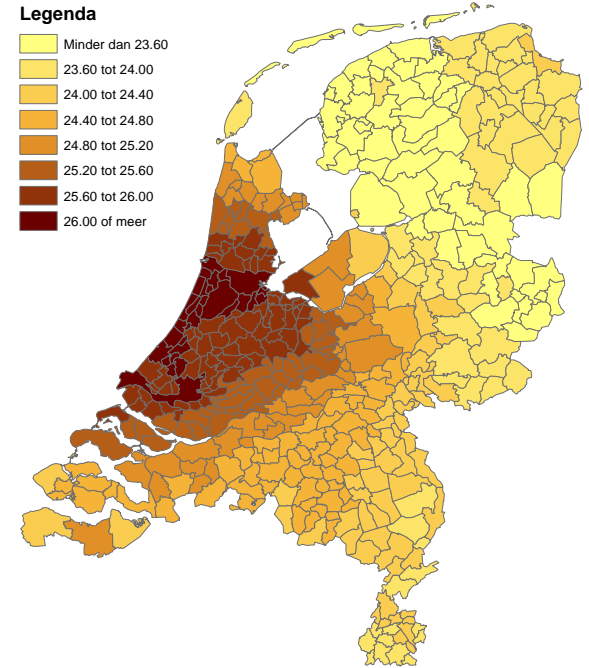 Legenda
Minder dan 23.60
23.60 tot 24.00
24.00 tot 24.40
24.40 tot 24.80
24.80 tot 25.20
25.20 tot 25.60
25.60 tot 26.00
26.00 of meer